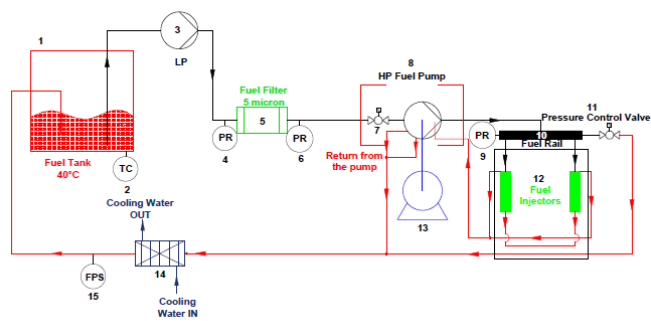 1
3
LP
8
HP Fuel Pump
11
Pressure Control Valve
Fuel Filter
5 micron
5
PR
4
PR
6
7
PR
9
10
Fuel Rail
Fuel Tank
40°C
TC
2
Return from
the pump
12
Fuel
Injectors
13
Cooling Water
OUT
14
FPS
15
Cooling
Water IN